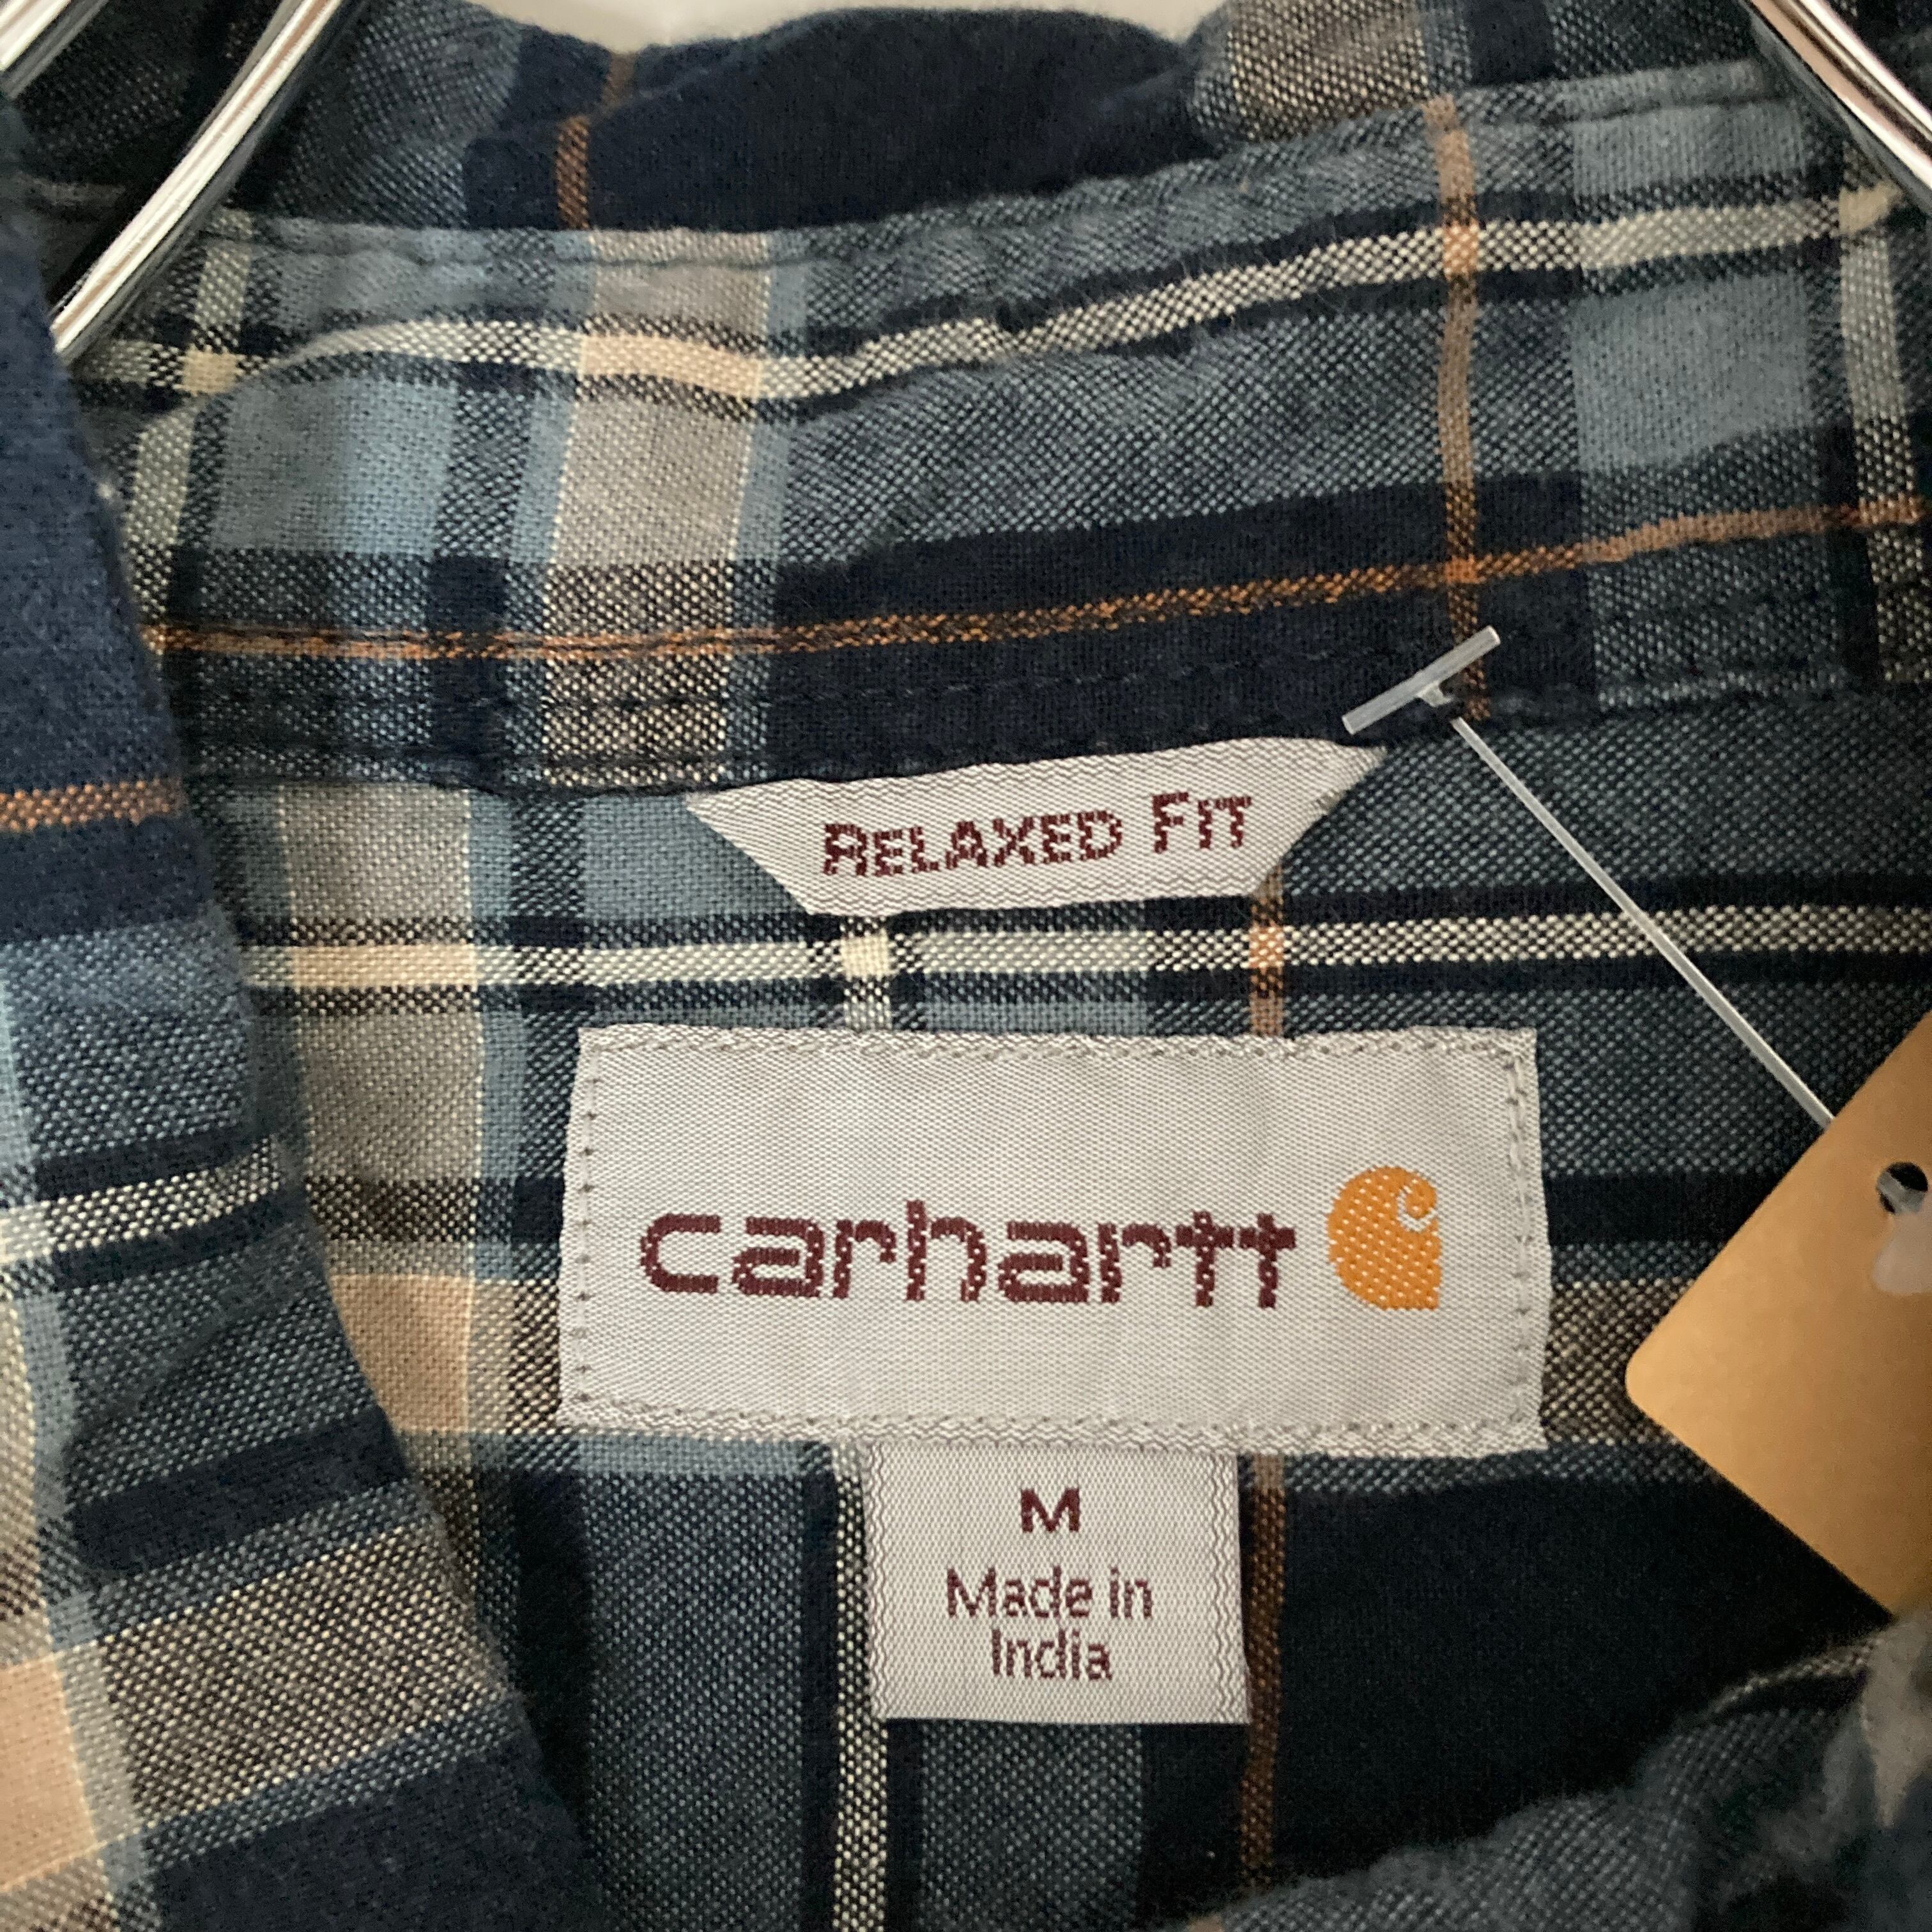 RELAXED FIT
carhartt
M
Made in
India